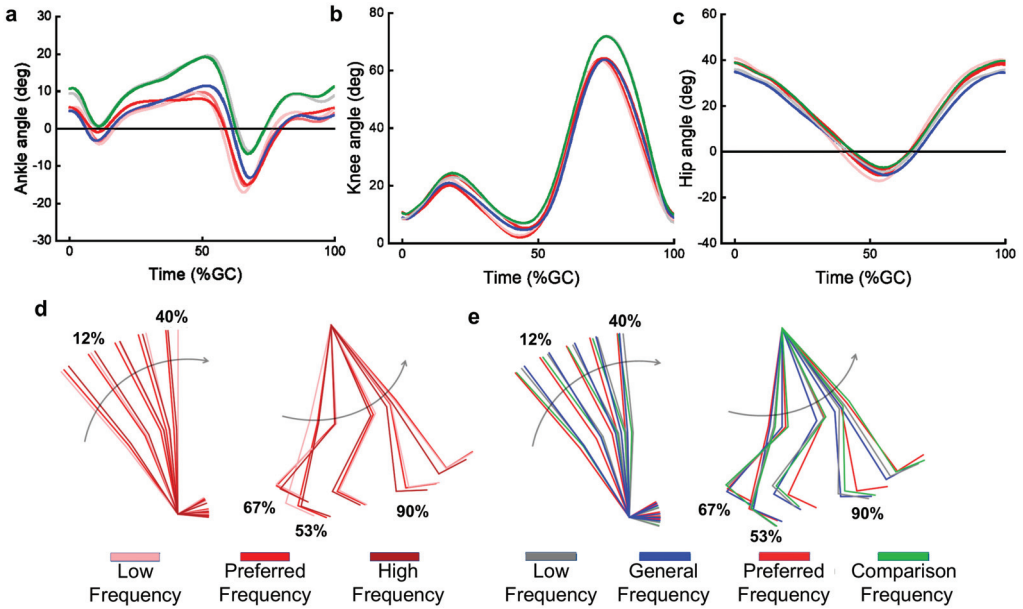 a
30
20
10
0
-10
-20
-30
Ankle angle (deg)
0
50
100
Time (%GC)
b
80
60
40
20
0
Knee angle (deg)
0
50
100
Time (%GC)
c
60
40
20
0
-20
-40
Hip angle (deg)
0
50
100
Time (%GC)
d
12%
40%
67%
53%
90%
e
12%
40%
67%
53%
90%
Low
Frequency
Preferred
Frequency
High
Frequency
Low
Frequency
General
Frequency
Preferred
Frequency
Comparison
Frequency